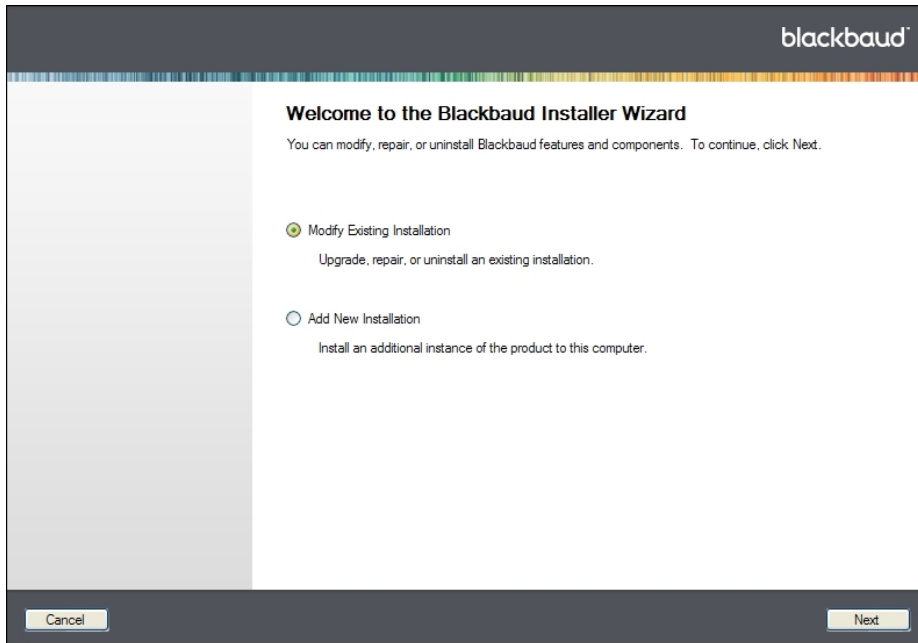 blackbaud
Welcome to the Blackbaud Installer Wizard
You can modify, repair, or uninstall Blackbaud features and components. To continue, click Next.
Modify Existing Installation
Upgrade, repair, or uninstall an existing installation.
Add New Installation
Install an additional instance of the product to this computer.
Cancel
Next